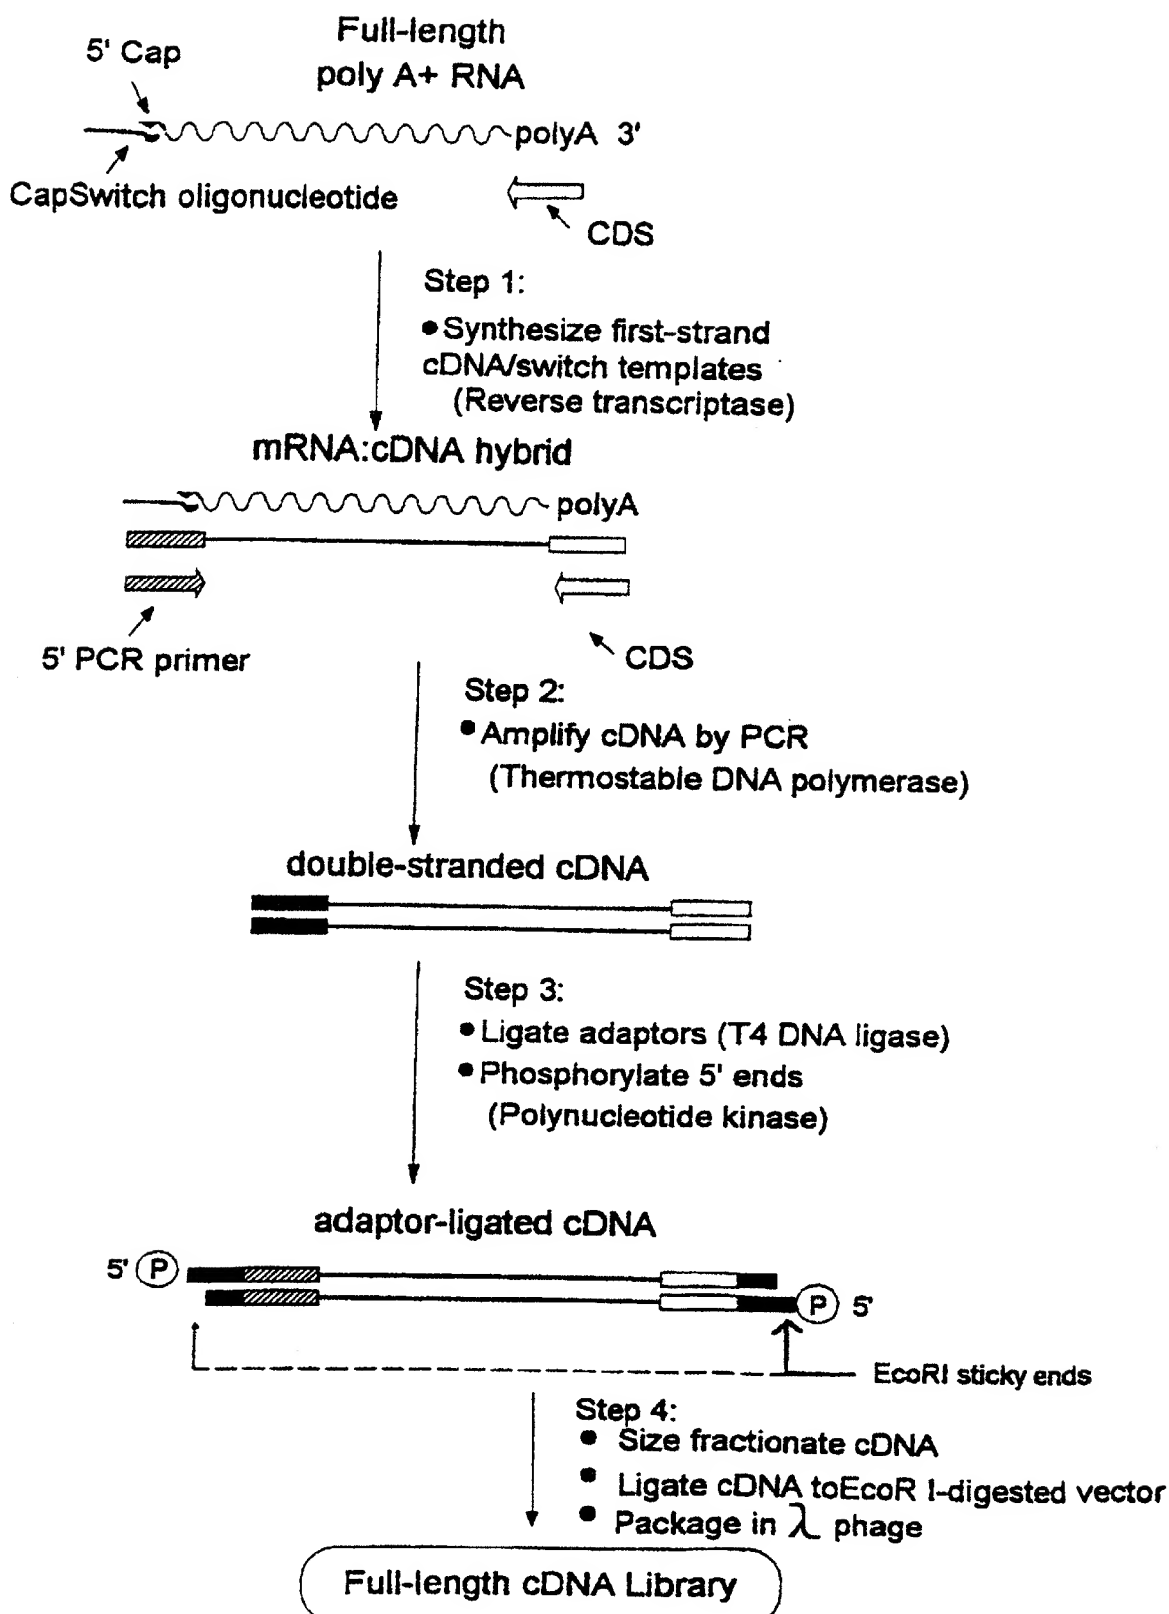 Full-length
poly A+ RNA
5' Cap
polyA 3'
CapSwitch oligonucleotide
CDS
Step 1:
• Synthesize first-strand
cDNA/switch templates
(Reverse transcriptase)
mRNA:cDNA hybrid
polyA
5' PCR primer
CDS
Step 2:
• Amplify cDNA by PCR
(Thermostable DNA polymerase)
double-stranded cDNA
Step 3:
• Ligate adaptors (T4 DNA ligase)
• Phosphorylate 5' ends
(Polynucleotide kinase)
adaptor-ligated cDNA
5' P
P 5'
EcoRI sticky ends
Step 4:
• Size fractionate cDNA
• Ligate cDNA toEcoR I-digested vector
• Package in λ phage
Full-length cDNA Library